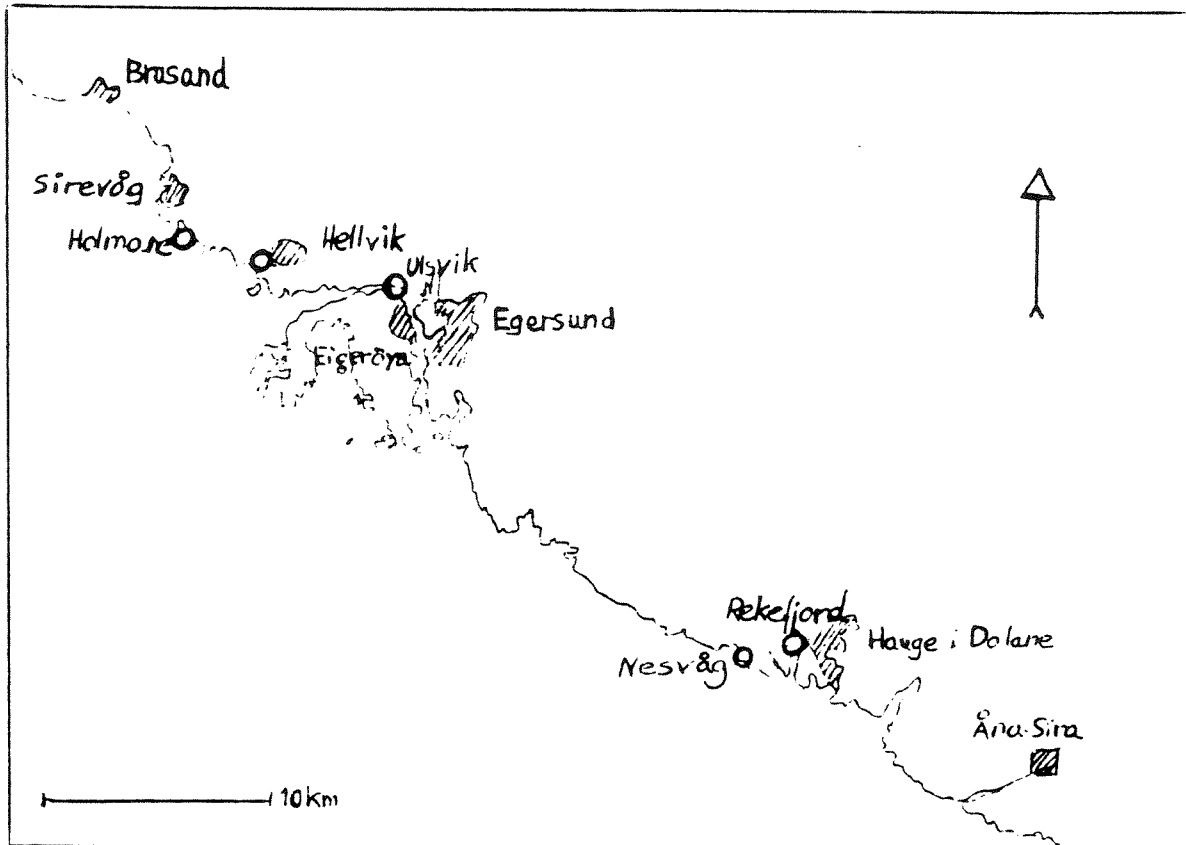 Brusand
Sirevåg
Holmane
Hellvik
Ulsvik
Egersund
Eigeröya
Rekefjord
Hauge i Dalane
Nesvåg
Åna-Sira
10 km